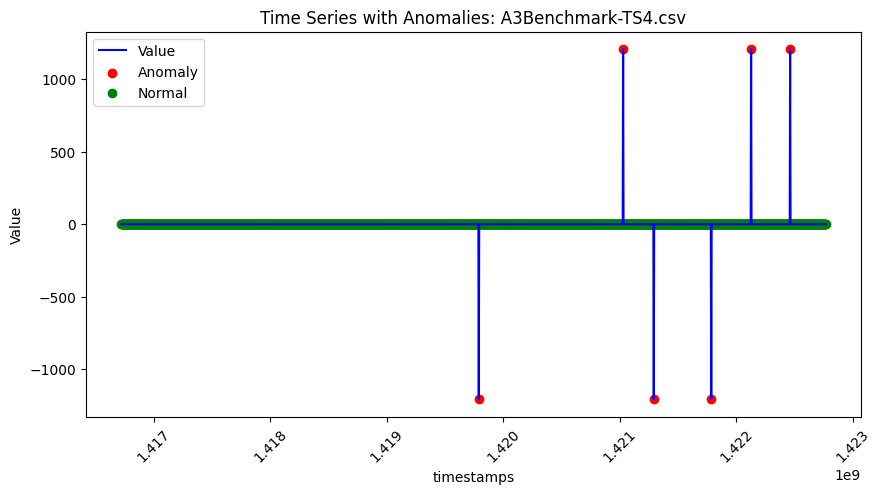 Time Series with Anomalies: A3Benchmark-TS4.csv
Value
Anomaly
Normal
Value
1000
500
0
−500
−1000
1.417
1.418
1.419
1.420
1.421
1.422
1.423
1e9
timestamps